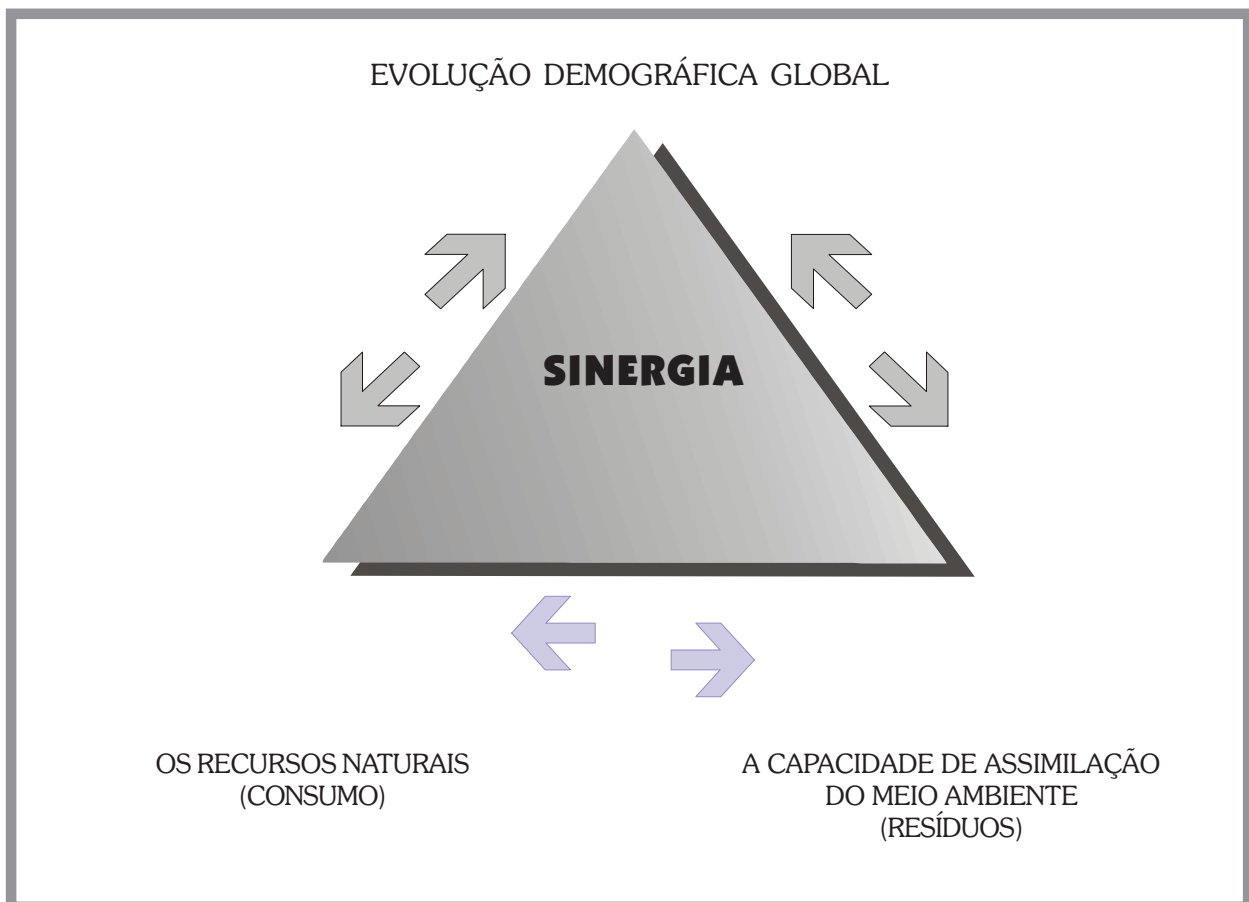 EVOLUÇÃO DEMOGRÁFICA GLOBAL
SINERGIA
OS RECURSOS NATURAIS
(CONSUMO)
A CAPACIDADE DE ASSIMILAÇÃO
DO MEIO AMBIENTE
(RESÍDUOS)